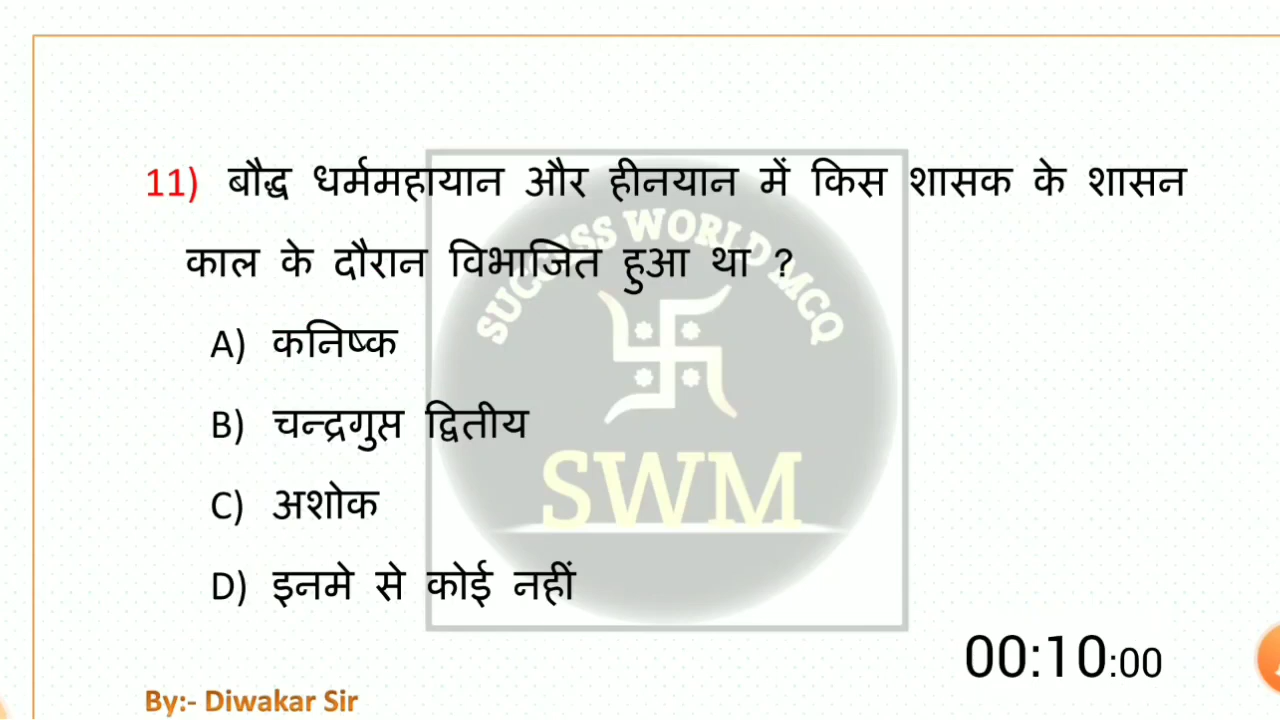 11) बौद्ध धर्ममहायान और हीनयान में किस शासक के शासन
काल के दौरान विभाजित हुआ था ?
A) कनिष्क
B) चन्द्रगुप्त द्वितीय
C) अशोक
D) इनमे से कोई नहीं
SUCCESS WORLD MCQ
SWM
00:10:00
By:- Diwakar Sir